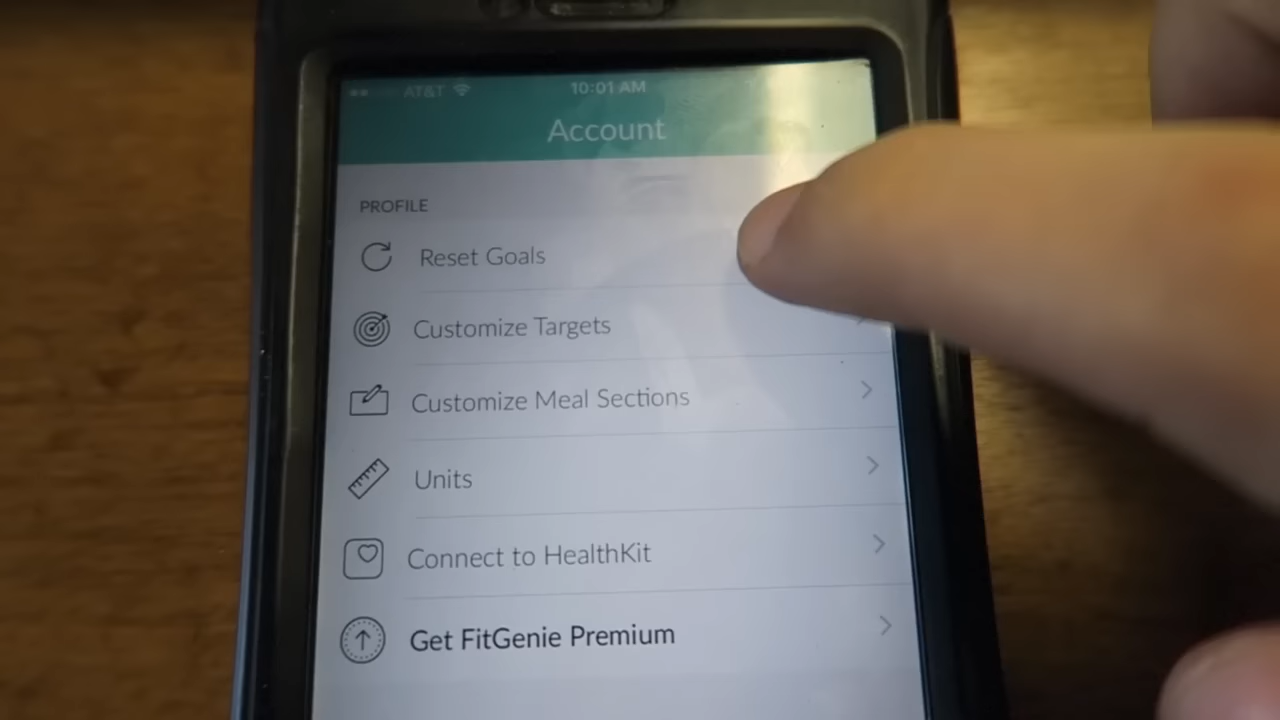 AT&T 10:01 AM
Account
PROFILE
Reset Goals
Customize Targets
Customize Meal Sections
Units
Connect to HealthKit
Get FitGenie Premium